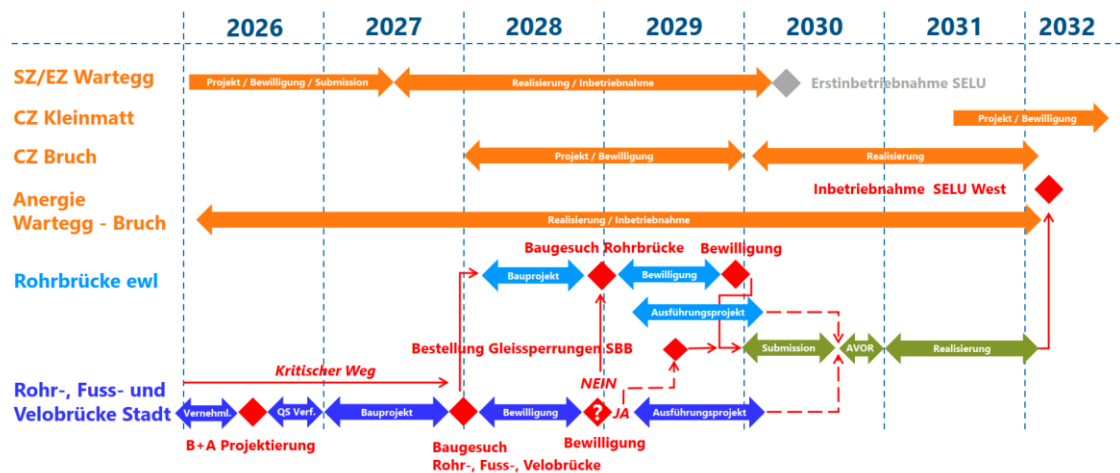 2026 2027 2028 2029 2030 2031 2032
SZ/EZ Wartegg
Projekt / Bewilligung / Submission
Realisierung / Inbetriebnahme
Erstinbetriebnahme SELU
CZ Kleinmatt
Projekt / Bewilligung
CZ Bruch
Projekt / Bewilligung
Realisierung
Inbetriebnahme SELU West
Anergie
Wartegg - Bruch
Realisierung / Inbetriebnahme
Baugesuch Rohrbrücke
Bewilligung
Rohrbrücke ewl
Bauprojekt
Bewilligung
Ausführungsprojekt
Bestellung Gleissperrungen SBB
Submission
AVOR
Realisierung
Kritischer Weg
NEIN
Rohr-, Fuss- und
Velobrücke Stadt
Vernehml.
QS Verf.
Bauprojekt
Bewilligung
?
JA
Ausführungsprojekt
B+A Projektierung
Baugesuch
Rohr-, Fuss-, Velobrücke
Bewilligung